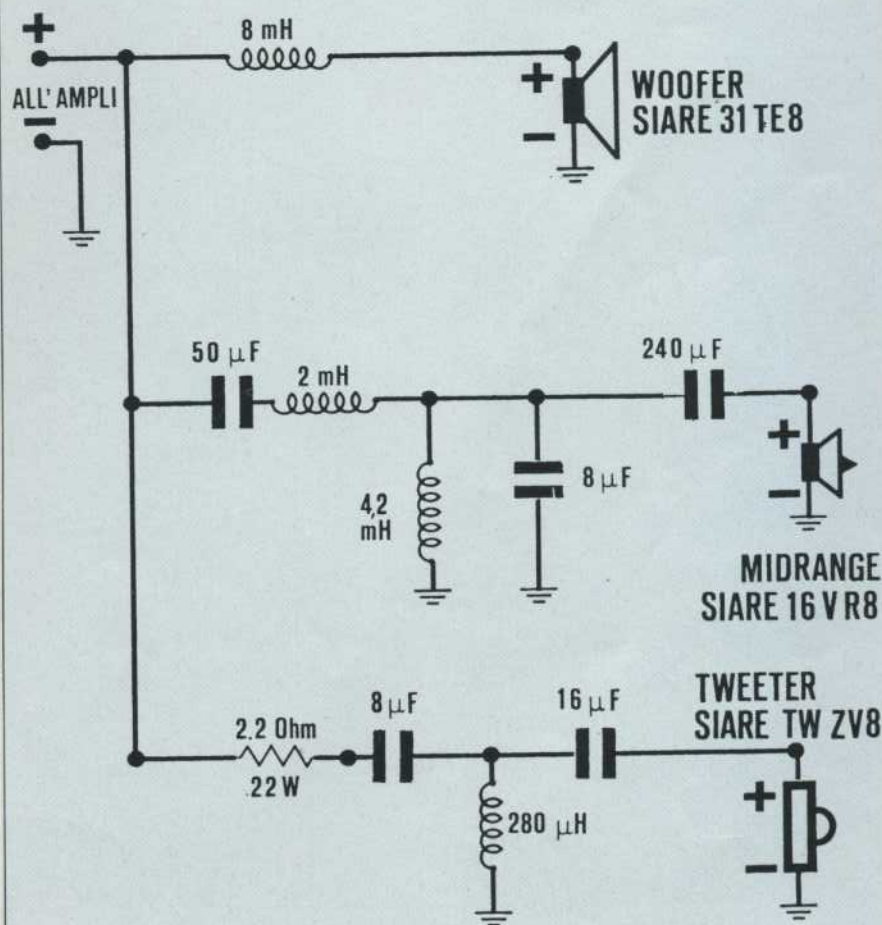 +
8 mH
ALL' AMPLI
−
+
−
WOOFER
SIARE 31 TE8
50 μF
2 mH
240 μF
4,2
mH
8 μF
+
−
MIDRANGE
SIARE 16 V R8
2.2 Ohm
22 W
8 μF
16 μF
280 μH
TWEETER
SIARE TW ZV8
+
−